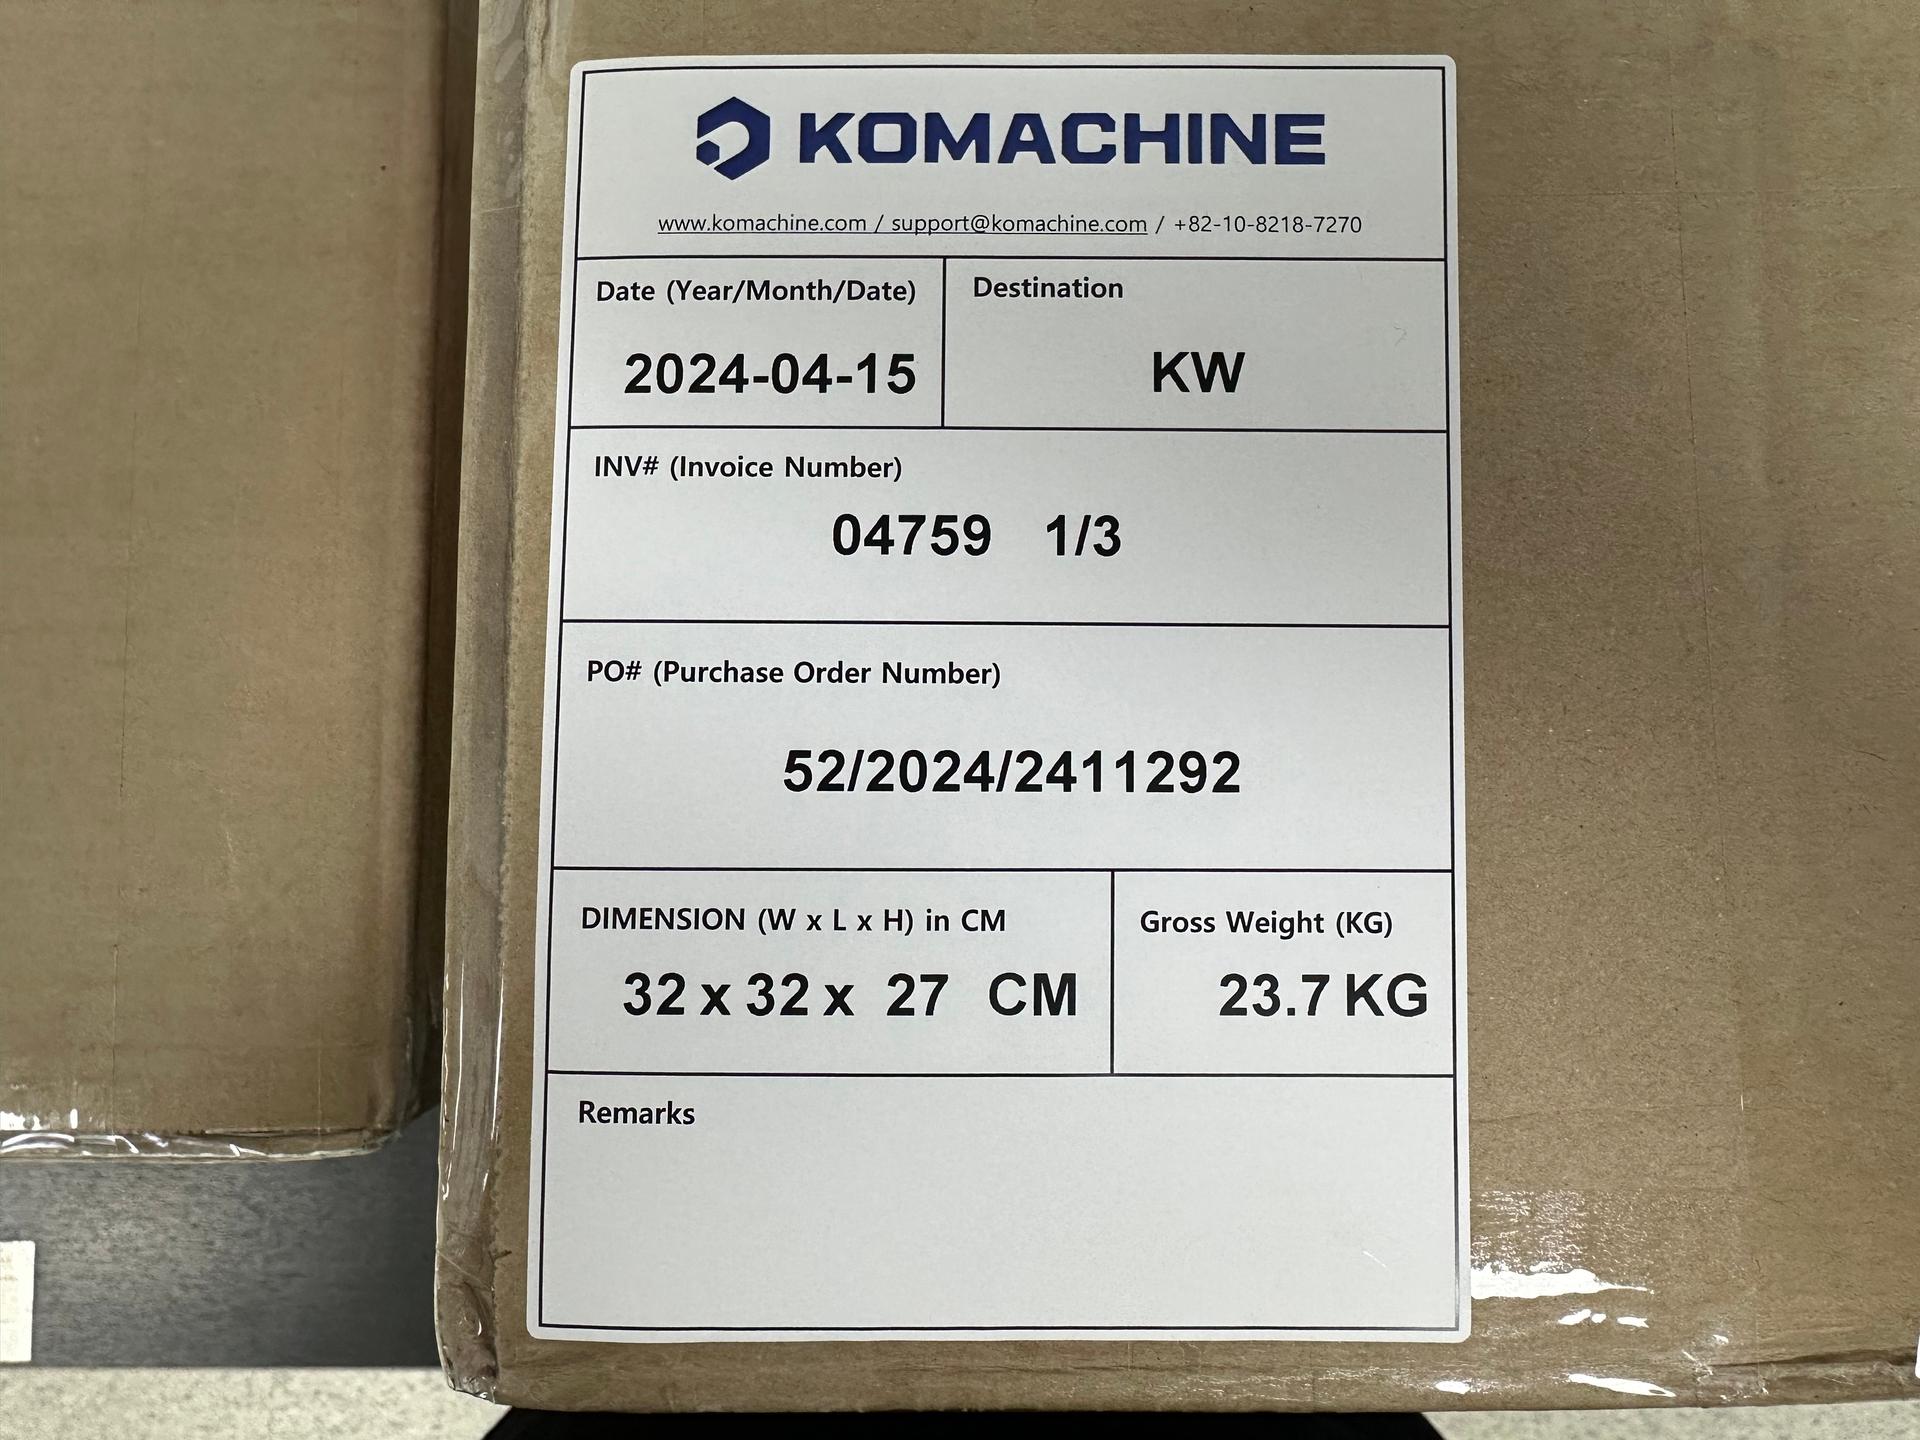 KOMACHINE
www.komachine.com / support@komachine.com / +82-10-8218-7270
Date (Year/Month/Date)
2024-04-15
Destination
KW
INV# (Invoice Number)
04759 1/3
PO# (Purchase Order Number)
52/2024/2411292
DIMENSION (W x L x H) in CM
32 x 32 x 27 CM
Gross Weight (KG)
23.7 KG
Remarks